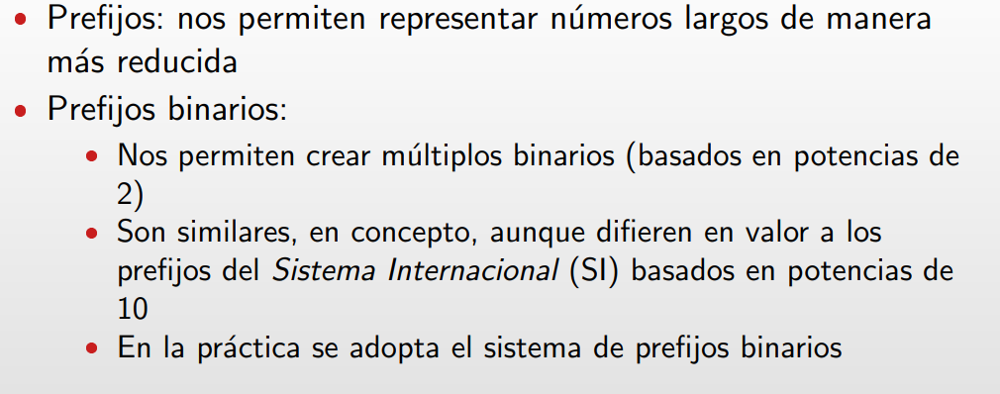 • Prefijos: nos permiten representar números largos de manera
más reducida
• Prefijos binarios:
• Nos permiten crear múltiplos binarios (basados en potencias de
2)
• Son similares, en concepto, aunque difieren en valor a los
prefijos del Sistema Internacional (SI) basados en potencias de
10
• En la práctica se adopta el sistema de prefijos binarios